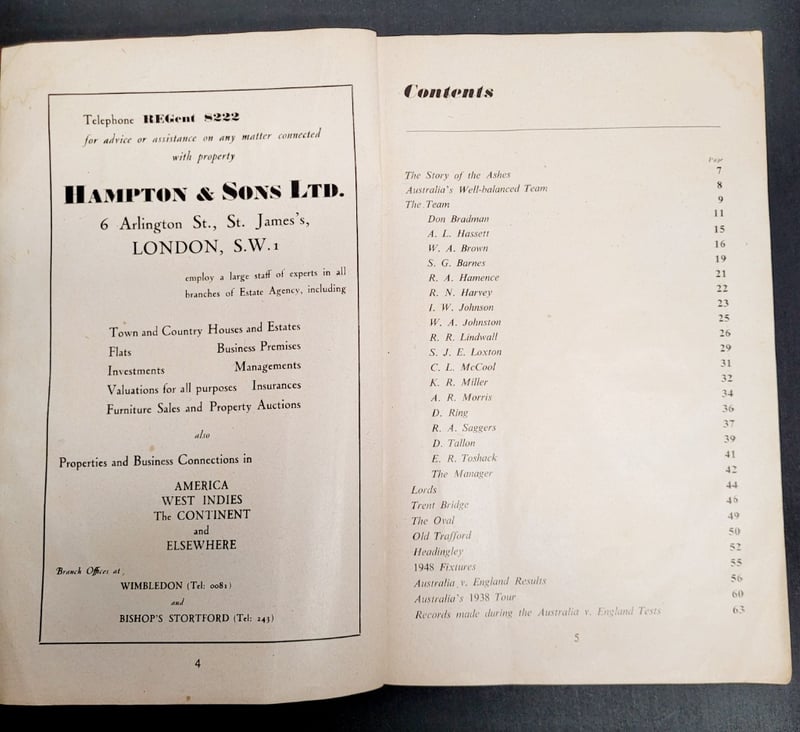 Telephone REGent 8222
for advice or assistance on any matter connected
with property
HAMPTON & SONS LTD.
6 Arlington St., St. James's,
LONDON, S.W.1
employ a large staff of experts in all
branches of Estate Agency, including
Town and Country Houses and Estates
Flats Business Premises
Investments Managements
Valuations for all purposes Insurances
Furniture Sales and Property Auctions
also
Properties and Business Connections in
AMERICA
WEST INDIES
The CONTINENT
and
ELSEWHERE
Branch Offices at
WIMBLEDON (Tel: 0081)
and
BISHOP'S STORTFORD (Tel: 243)
4
Contents
Page
The Story of the Ashes 7
Australia's Well-balanced Team 8
The Team 9
Don Bradman 11
A. L. Hassett 15
W. A. Brown 16
S. G. Barnes 19
R. A. Hamence 21
R. N. Harvey 22
I. W. Johnson 23
W. A. Johnston 25
R. R. Lindwall 26
S. J. E. Loxton 29
C. L. McCool 31
K. R. Miller 32
A. R. Morris 34
D. Ring 36
R. A. Saggers 37
D. Tallon 39
E. R. Toshack 41
The Manager 42
Lords 44
Trent Bridge 46
The Oval 49
Old Trafford 50
Headingley 52
1948 Fixtures 55
Australia v. England Results 56
Australia's 1938 Tour 60
Records made during the Australia v. England Tests 63
5